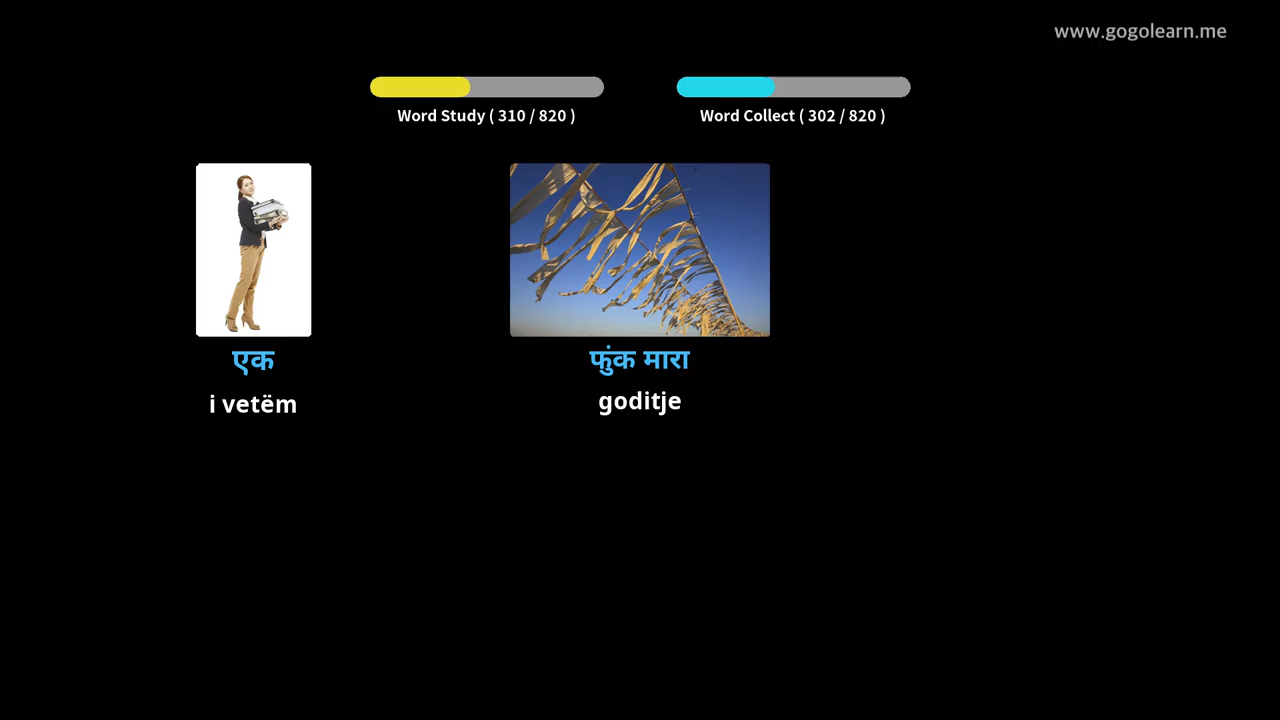 www.gogolearn.me
Word Study ( 310 / 820 )
Word Collect ( 302 / 820 )
एक
i vetëm
फुंक मारा
goditje